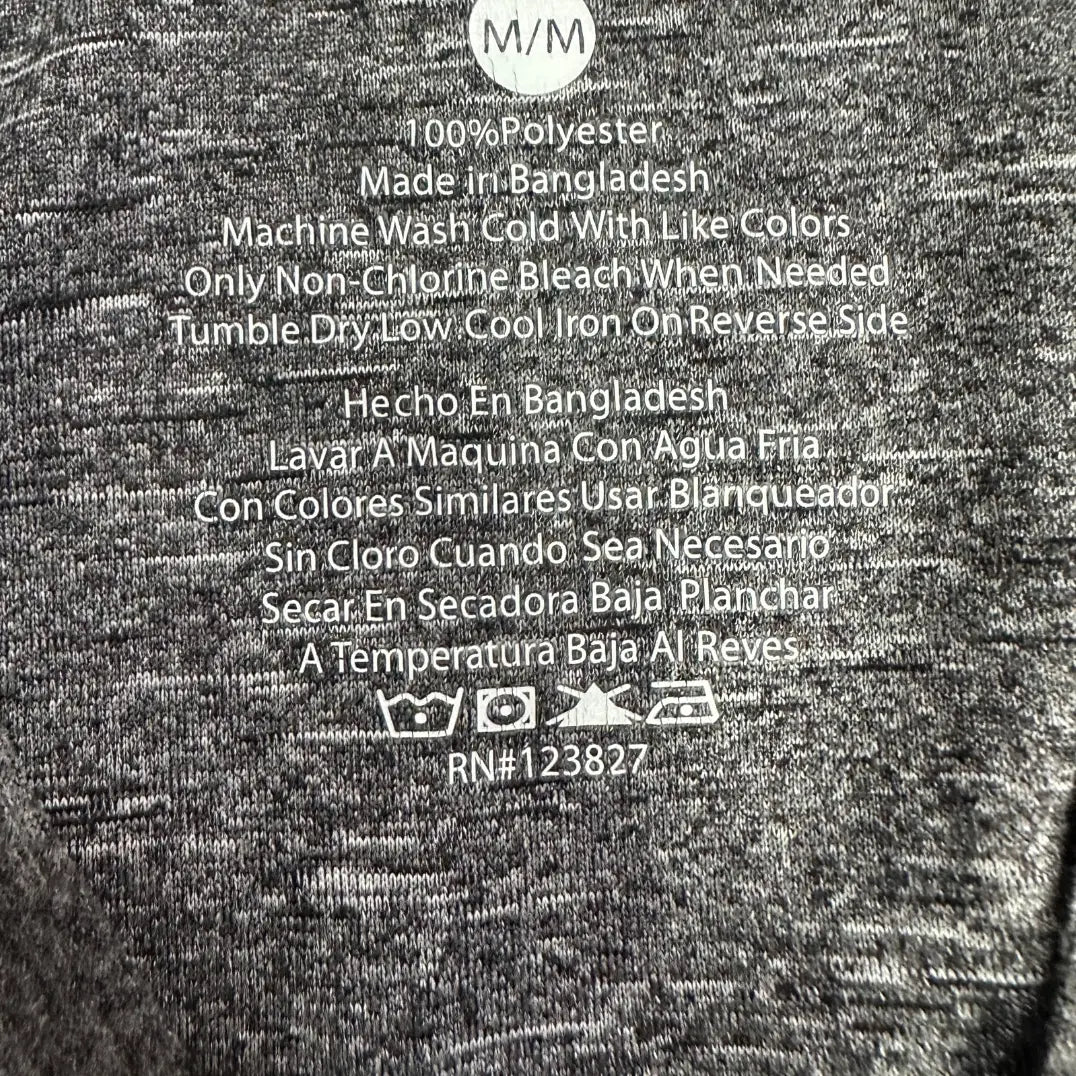 M/M
100%Polyester
Made in Bangladesh
Machine Wash Cold With Like Colors
Only Non-Chlorine Bleach When Needed
Tumble Dry Low Cool Iron On Reverse Side
Hecho En Bangladesh
Lavar A Maquina Con Agua Fria
Con Colores Similares Usar Blanqueador
Sin Cloro Cuando Sea Necesario
Secar En Secadora Baja Planchar
A Temperatura Baja Al Reves
RN#123827